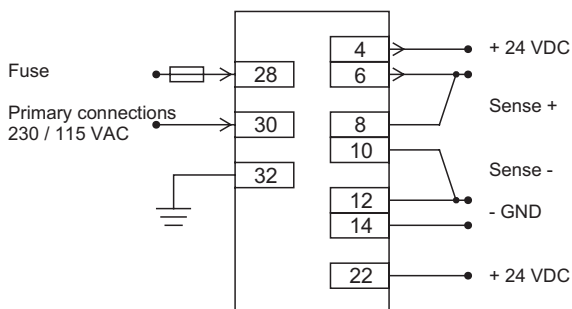 Fuse
Primary connections
230 / 115 VAC
28
30
32
4
6
8
10
12
14
22
+ 24 VDC
Sense +
Sense -
- GND
+ 24 VDC